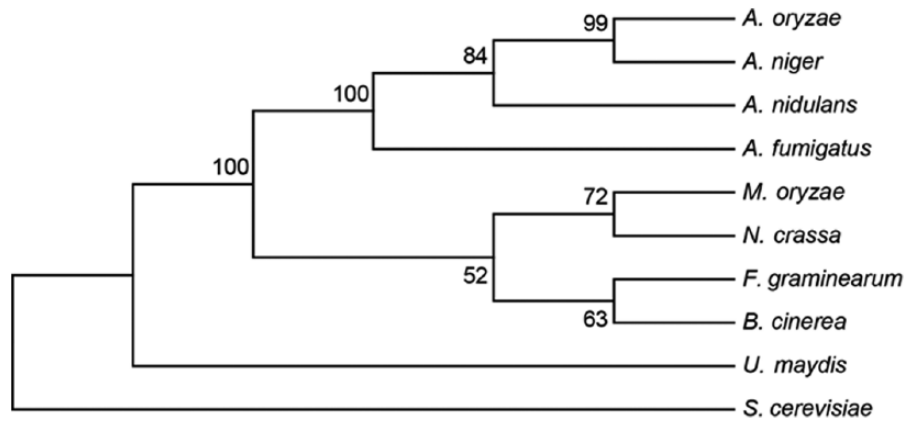 99
A. oryzae
84
A. niger
100
A. nidulans
100
A. fumigatus
72
M. oryzae
N. crassa
52
F. graminearum
63
B. cinerea
U. maydis
S. cerevisiae